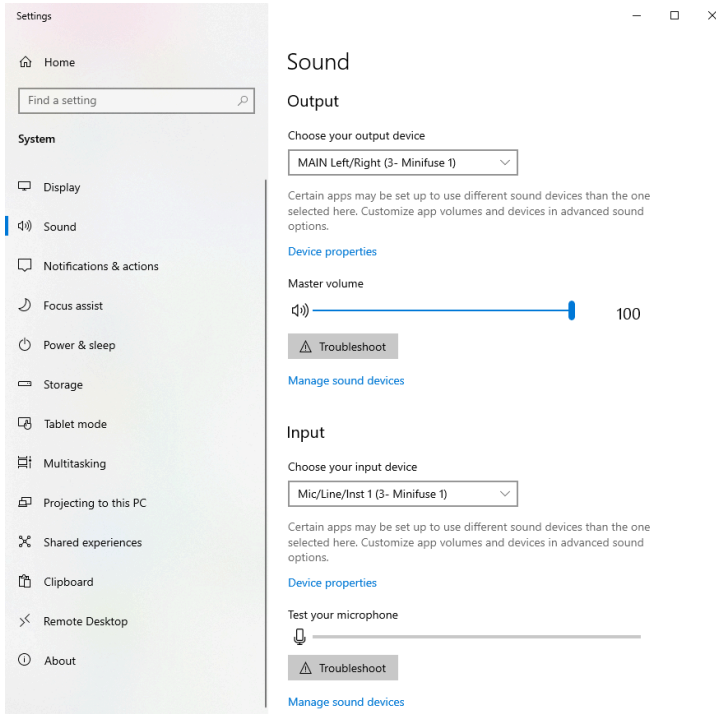 Settings
Home
Find a setting
System
Display
Sound
Notifications & actions
Focus assist
Power & sleep
Storage
Tablet mode
Multitasking
Projecting to this PC
Shared experiences
Clipboard
Remote Desktop
About
Sound
Output
Choose your output device
MAIN Left/Right (3- Minifuse 1)
Certain apps may be set up to use different sound devices than the one
selected here. Customize app volumes and devices in advanced sound
options.
Device properties
Master volume
100
Troubleshoot
Manage sound devices
Input
Choose your input device
Mic/Line/Inst 1 (3- Minifuse 1)
Certain apps may be set up to use different sound devices than the one
selected here. Customize app volumes and devices in advanced sound
options.
Device properties
Test your microphone
Troubleshoot
Manage sound devices